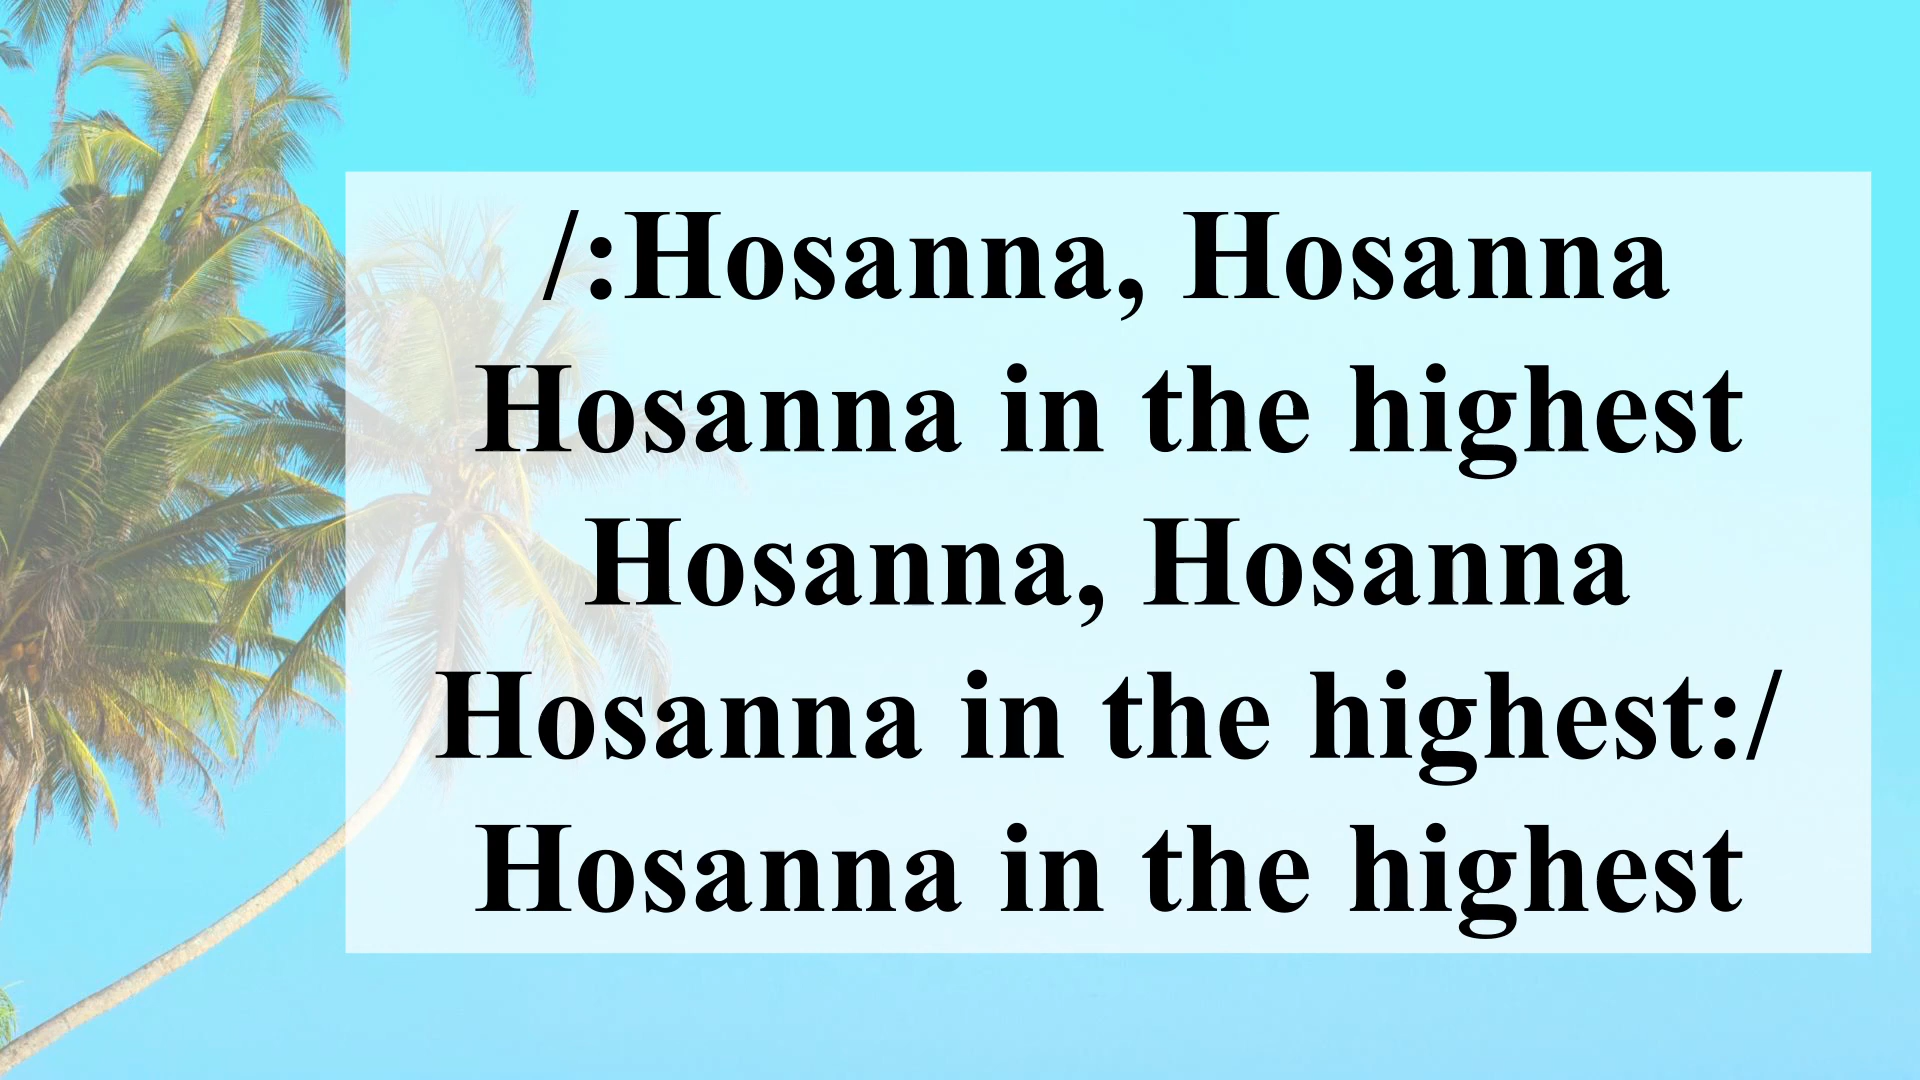 /:Hosanna, Hosanna
Hosanna in the highest
Hosanna, Hosanna
Hosanna in the highest:/
Hosanna in the highest